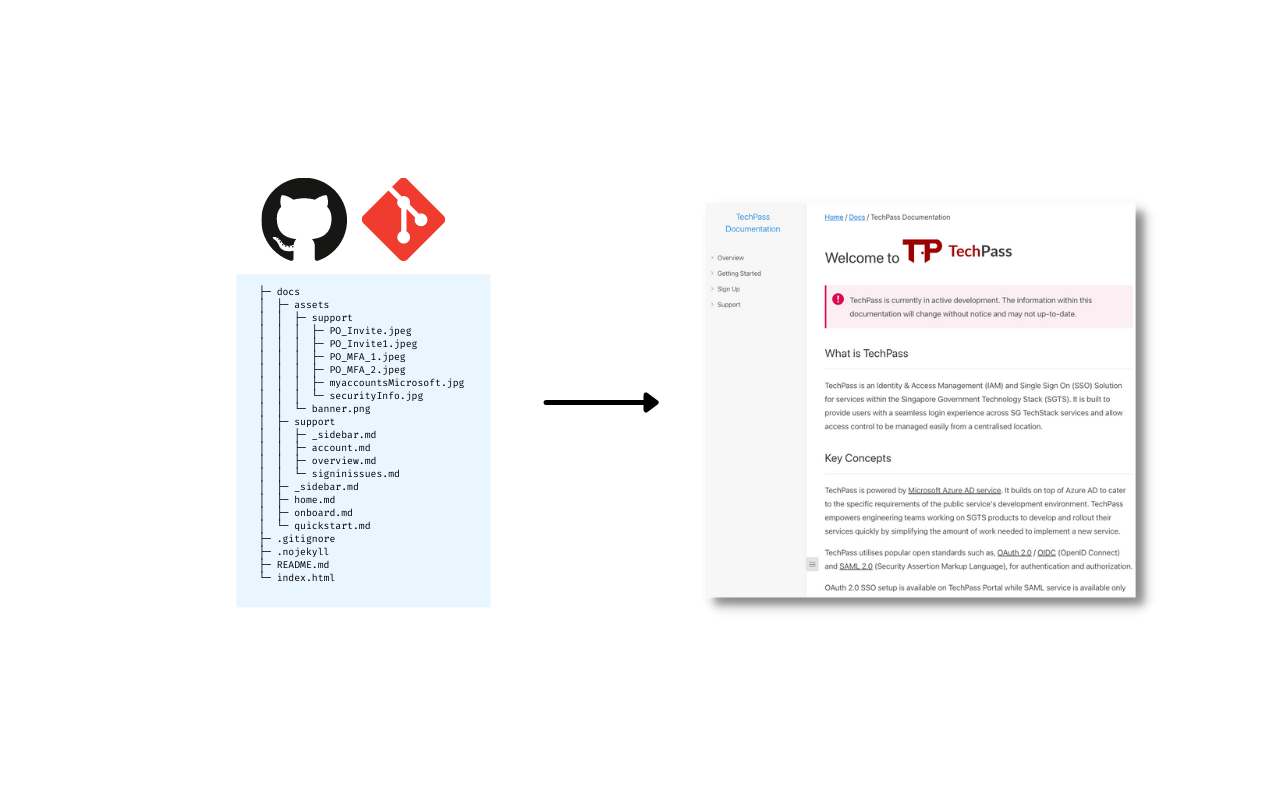 ├─ docs
│  ├─ assets
│  │  ├─ support
│  │  │  ├─ PO_Invite.jpeg
│  │  │  ├─ PO_Invite1.jpeg
│  │  │  ├─ PO_MFA_1.jpeg
│  │  │  ├─ PO_MFA_2.jpeg
│  │  │  ├─ myaccountsMicrosoft.jpg
│  │  │  └─ securityInfo.jpg
│  │  └─ banner.png
│  ├─ support
│  │  ├─ _sidebar.md
│  │  ├─ account.md
│  │  ├─ overview.md
│  │  └─ signinissues.md
│  ├─ _sidebar.md
│  ├─ home.md
│  ├─ onboard.md
│  └─ quickstart.md
├─ .gitignore
├─ .nojekyll
├─ README.md
└─ index.html
TechPass
Documentation
> Overview
> Getting Started
> Sign Up
> Support
Home / Docs / TechPass Documentation
Welcome to TP TechPass
! TechPass is currently in active development. The information within this
documentation will change without notice and may not up-to-date.
What is TechPass
TechPass is an Identity & Access Management (IAM) and Single Sign On (SSO) Solution
for services within the Singapore Government Technology Stack (SGTS). It is built to
provide users with a seamless login experience across SG TechStack services and allow
access control to be managed easily from a centralised location.
Key Concepts
TechPass is powered by Microsoft Azure AD service. It builds on top of Azure AD to cater
to the specific requirements of the public service's development environment. TechPass
empowers engineering teams working on SGTS products to develop and rollout their
services quickly by simplifying the amount of work needed to implement a new service.
TechPass utilises popular open standards such as, OAuth 2.0 / OIDC (OpenID Connect)
and SAML 2.0 (Security Assertion Markup Language), for authentication and authorization.
OAuth 2.0 SSO setup is available on TechPass Portal while SAML service is available only